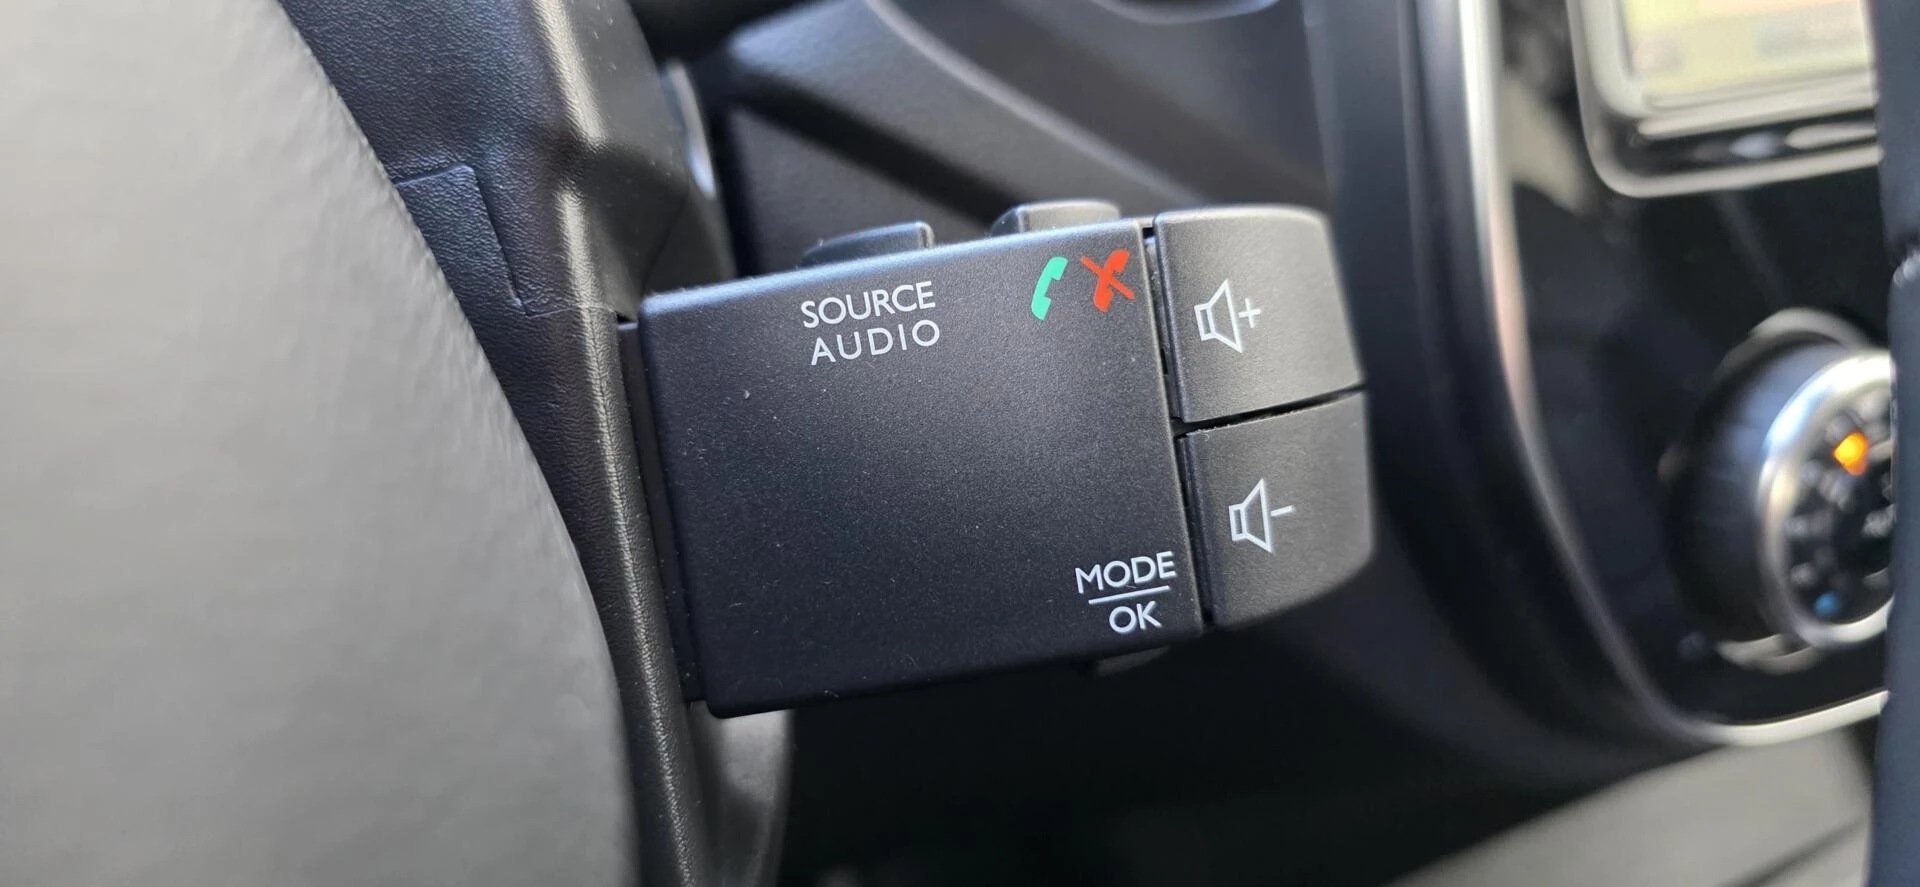 SOURCE
AUDIO
+
-
MODE
OK